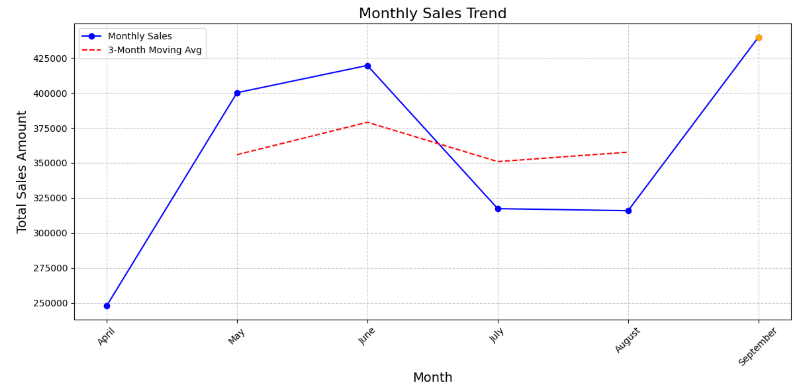 Monthly Sales Trend
Monthly Sales
3-Month Moving Avg
Total Sales Amount
425000
400000
375000
350000
325000
300000
275000
250000
April
May
June
July
August
September
Month